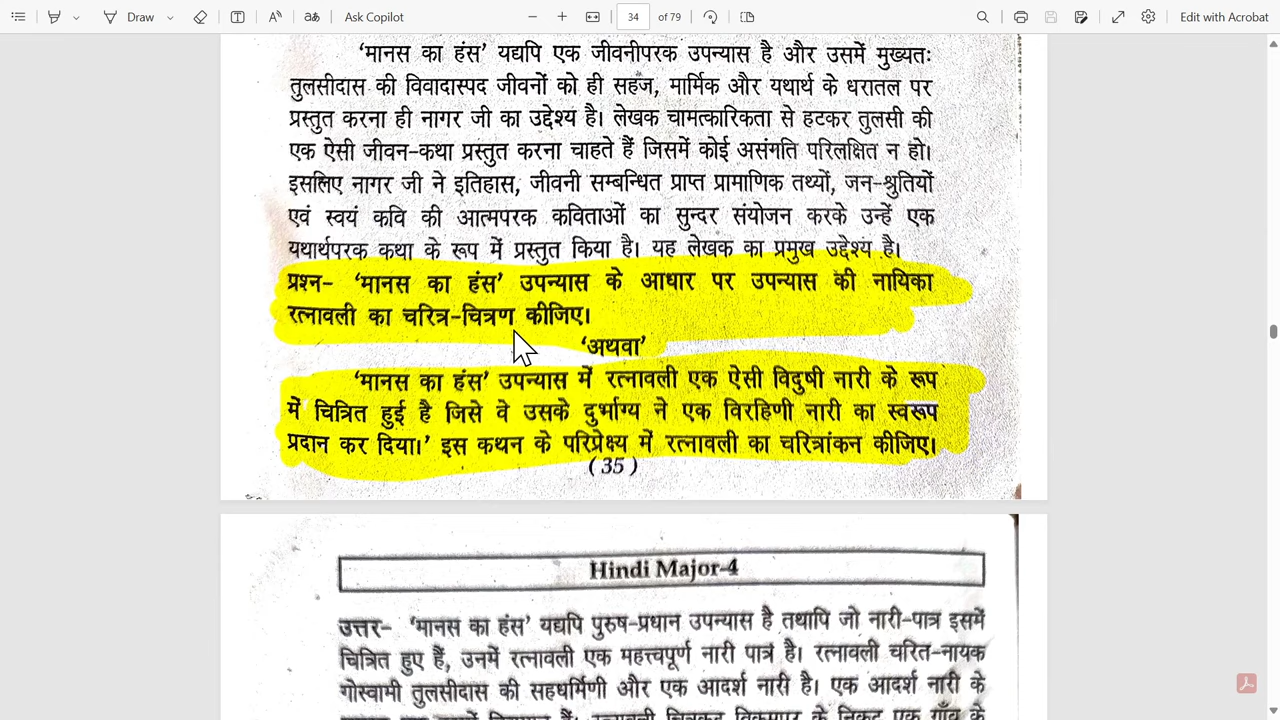 Draw
Ask Copilot
34 of 79
Edit with Acrobat
‘मानस का हंस’ यद्यपि एक जीवनीपरक उपन्यास है और उसमें मुख्यतः
तुलसीदास की विवादास्पद जीवनों को ही सहज, मार्मिक और यथार्थ के धरातल पर
प्रस्तुत करना ही नागर जी का उद्देश्य है। लेखक चामत्कारिकता से हटकर तुलसी की
एक ऐसी जीवन-कथा प्रस्तुत करना चाहते हैं जिसमें कोई असंगति परिलक्षित न हो।
इसलिए नागर जी ने इतिहास, जीवनी सम्बन्धित प्राप्त प्रामाणिक तथ्यों, जन-श्रुतियों
एवं स्वयं कवि की आत्मपरक कविताओं का सुन्दर संयोजन करके उन्हें एक
यथार्थपरक कथा के रूप में प्रस्तुत किया है। यह लेखक का प्रमुख उद्देश्य है।
प्रश्न- ‘मानस का हंस’ उपन्यास के आधार पर उपन्यास की नायिका
रत्नावली का चरित्र-चित्रण कीजिए।
‘अथवा’
‘मानस का हंस’ उपन्यास में रत्नावली एक ऐसी विदुषी नारी के रूप
में चित्रित हुई है जिसे वे उसके दुर्भाग्य ने एक विरहिणी नारी का स्वरूप
प्रदान कर दिया।’ इस कथन के परिप्रेक्ष्य में रत्नावली का चरित्रांकन कीजिए।
(35)
Hindi Major-4
उत्तर- ‘मानस का हंस’ यद्यपि पुरुष-प्रधान उपन्यास है तथापि जो नारी-पात्र इसमें
चित्रित हुए हैं, उनमें रत्नावली एक महत्त्वपूर्ण नारी पात्र है। रत्नावली चरित-नायक
गोस्वामी तुलसीदास की सहधर्मिणी और एक आदर्श नारी है। एक आदर्श नारी के